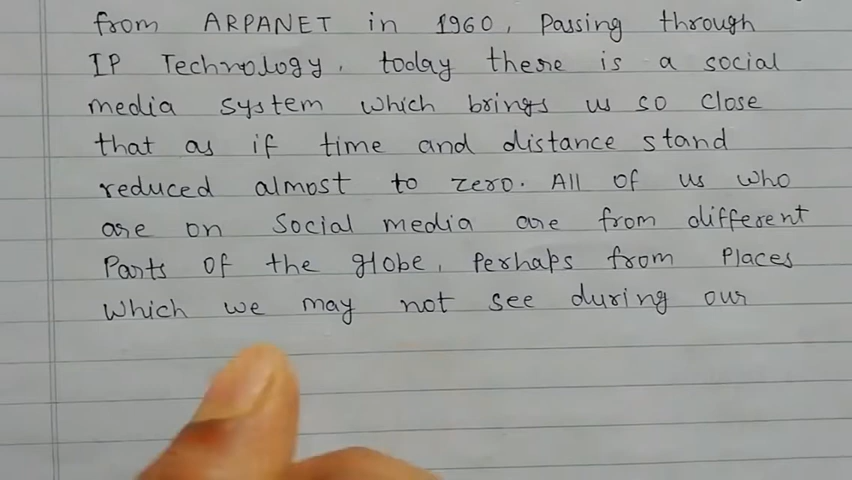 from ARPANET in 1960, Passing through
IP Technology, today there is a social
media system which brings us so close
that as if time and distance stand
reduced almost to zero. All of us who
are on Social media are from different
Parts of the globe, Perhaps from Places
which we may not see during our